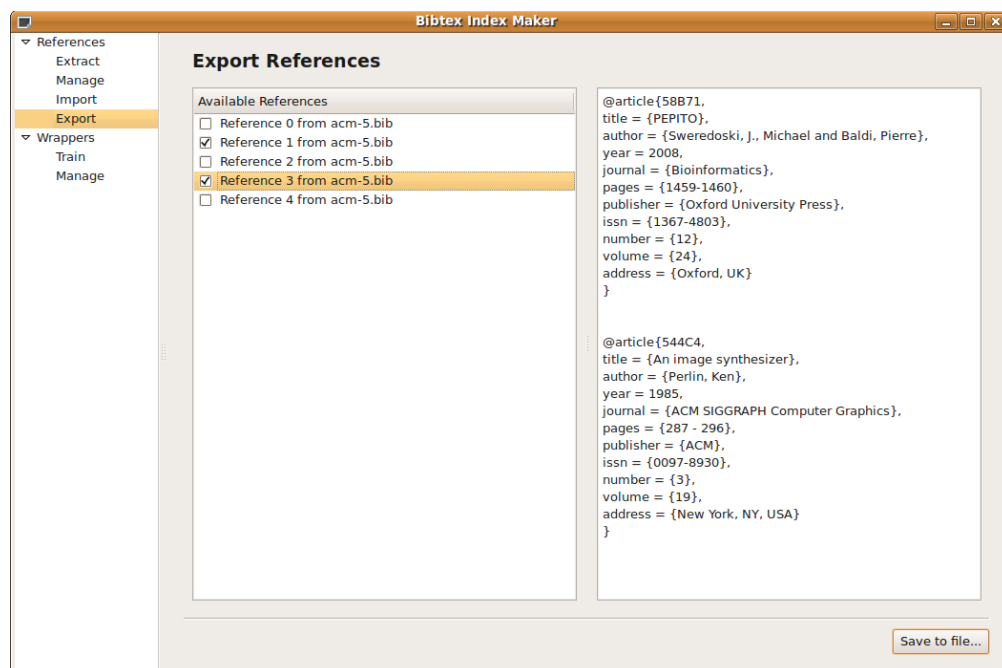 Bibtex Index Maker
References
Extract
Manage
Import
Export
Wrappers
Train
Manage
Export References
Available References
Reference 0 from acm-5.bib
Reference 1 from acm-5.bib
Reference 2 from acm-5.bib
Reference 3 from acm-5.bib
Reference 4 from acm-5.bib
@article{58B71,
title = {PEPITO},
author = {Sweredoski, J., Michael and Baldi, Pierre},
year = 2008,
journal = {Bioinformatics},
pages = {1459-1460},
publisher = {Oxford University Press},
issn = {1367-4803},
number = {12},
volume = {24},
address = {Oxford, UK}
}
@article{544C4,
title = {An image synthesizer},
author = {Perlin, Ken},
year = 1985,
journal = {ACM SIGGRAPH Computer Graphics},
pages = {287 - 296},
publisher = {ACM},
issn = {0097-8930},
number = {3},
volume = {19},
address = {New York, NY, USA}
}
Save to file...